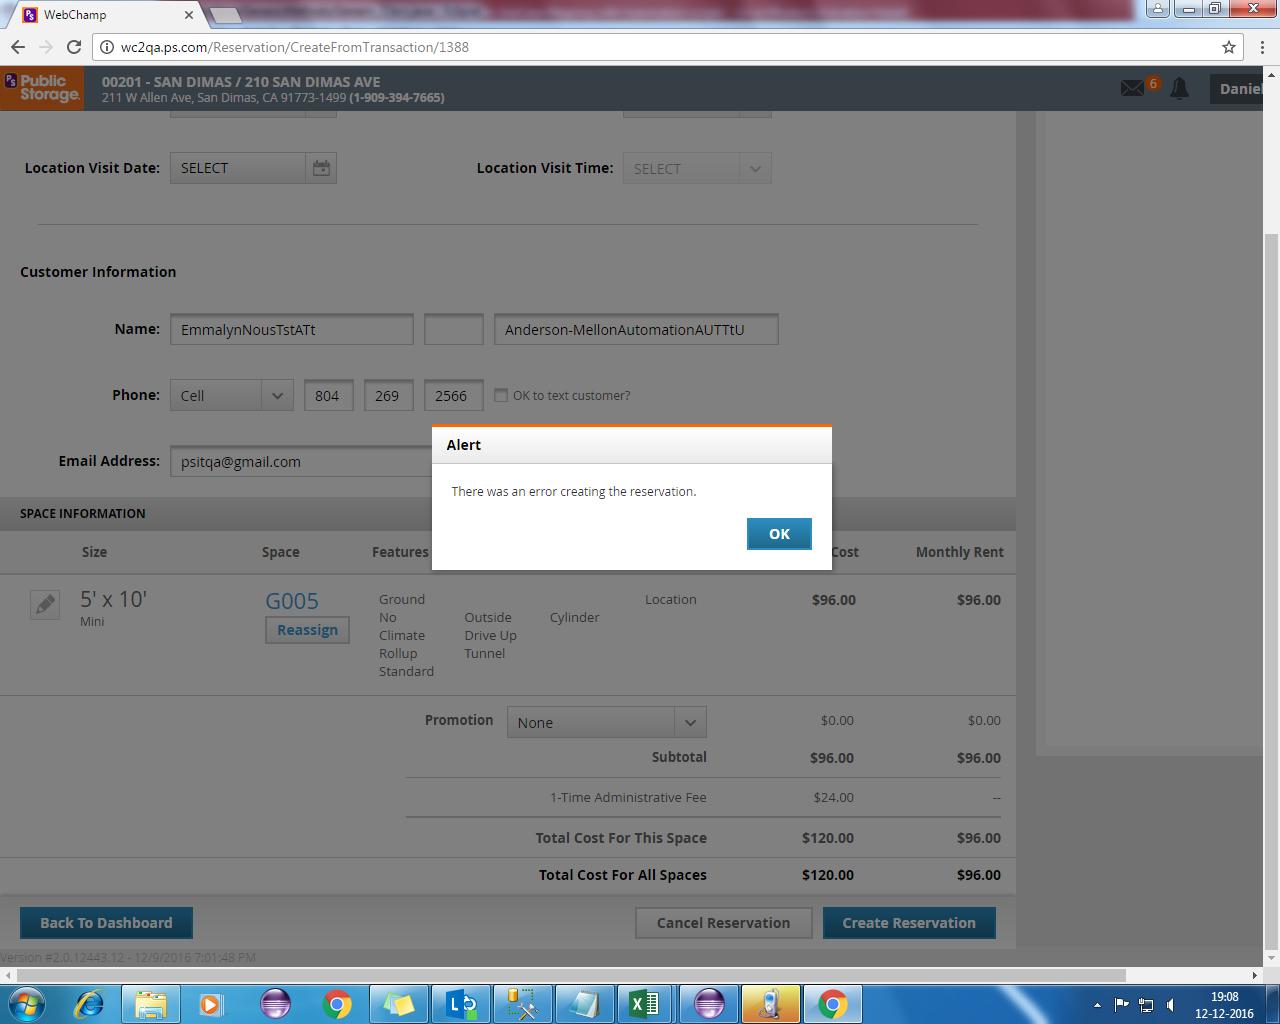 WebChamp
wc2qa.ps.com/Reservation/CreateFromTransaction/1388
PS Public Storage.
00201 - SAN DIMAS / 210 SAN DIMAS AVE
211 W Allen Ave, San Dimas, CA 91773-1499 (1-909-394-7665)
6
Daniel
Location Visit Date: SELECT Location Visit Time: SELECT
Customer Information
Name: EmmalynNousTstATt Anderson-MellonAutomationAUTTtU
Phone: Cell 804 269 2566 OK to text customer?
Alert
Email Address: psitqa@gmail.com
There was an error creating the reservation.
OK
SPACE INFORMATION
Size Space Features Cost Monthly Rent
5' x 10' G005 Ground Location $96.00 $96.00
Mini No Outside Cylinder
Reassign Climate Drive Up
Rollup Tunnel
Standard
Promotion None $0.00 $0.00
Subtotal $96.00 $96.00
1-Time Administrative Fee $24.00 --
Total Cost For This Space $120.00 $96.00
Total Cost For All Spaces $120.00 $96.00
Back To Dashboard Cancel Reservation Create Reservation
Version #2.0.12443.12 - 12/9/2016 7:01:48 PM
19:08
12-12-2016